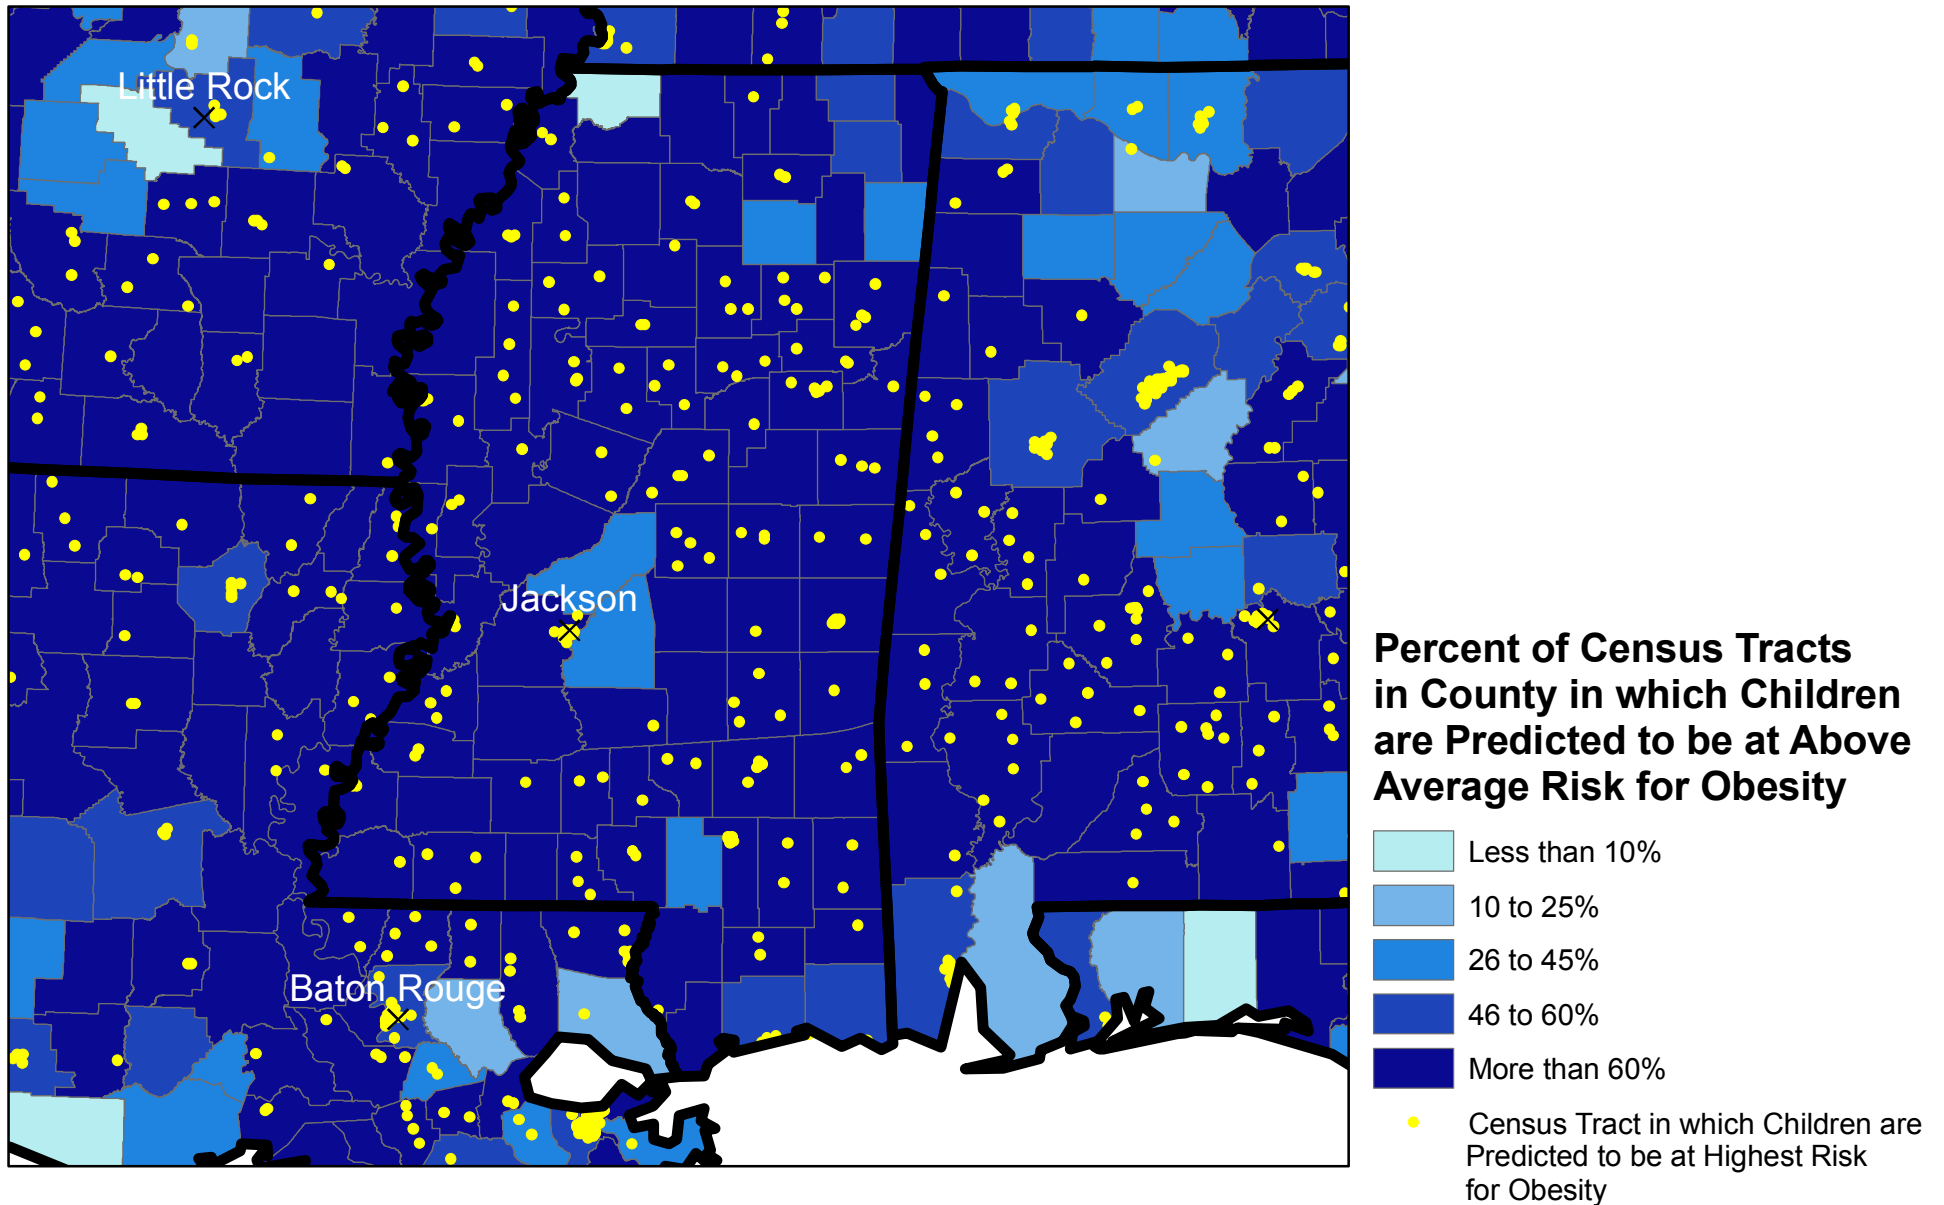 Little Rock
Jackson
Baton Rouge
Percent of Census Tracts
in County in which Children
are Predicted to be at Above
Average Risk for Obesity
Less than 10%
10 to 25%
26 to 45%
46 to 60%
More than 60%
Census Tract in which Children are
Predicted to be at Highest Risk
for Obesity